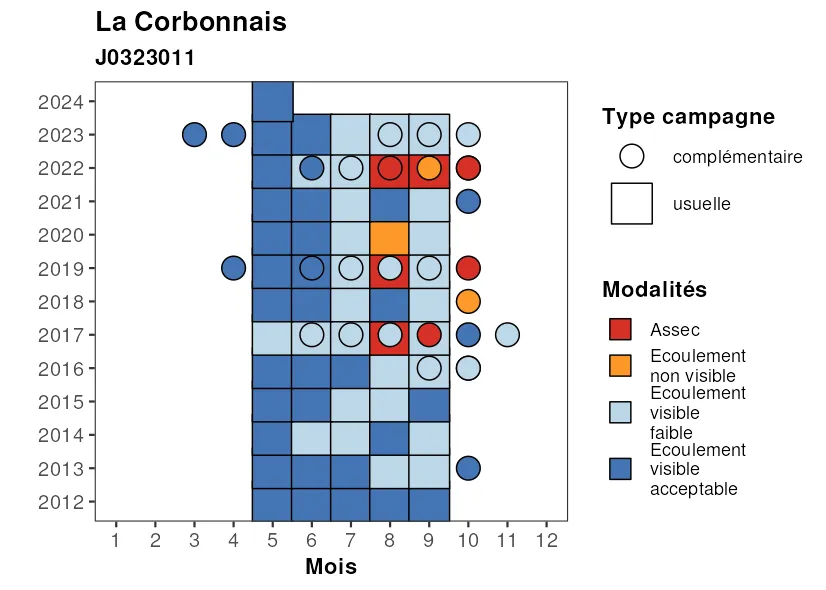 La Corbonnais
J0323011
2024
2023
2022
2021
2020
2019
2018
2017
2016
2015
2014
2013
2012
1 2 3 4 5 6 7 8 9 10 11 12
Mois
Type campagne
complémentaire
usuelle
Modalités
Assec
Ecoulement
non visible
Ecoulement
visible
faible
Ecoulement
visible
acceptable